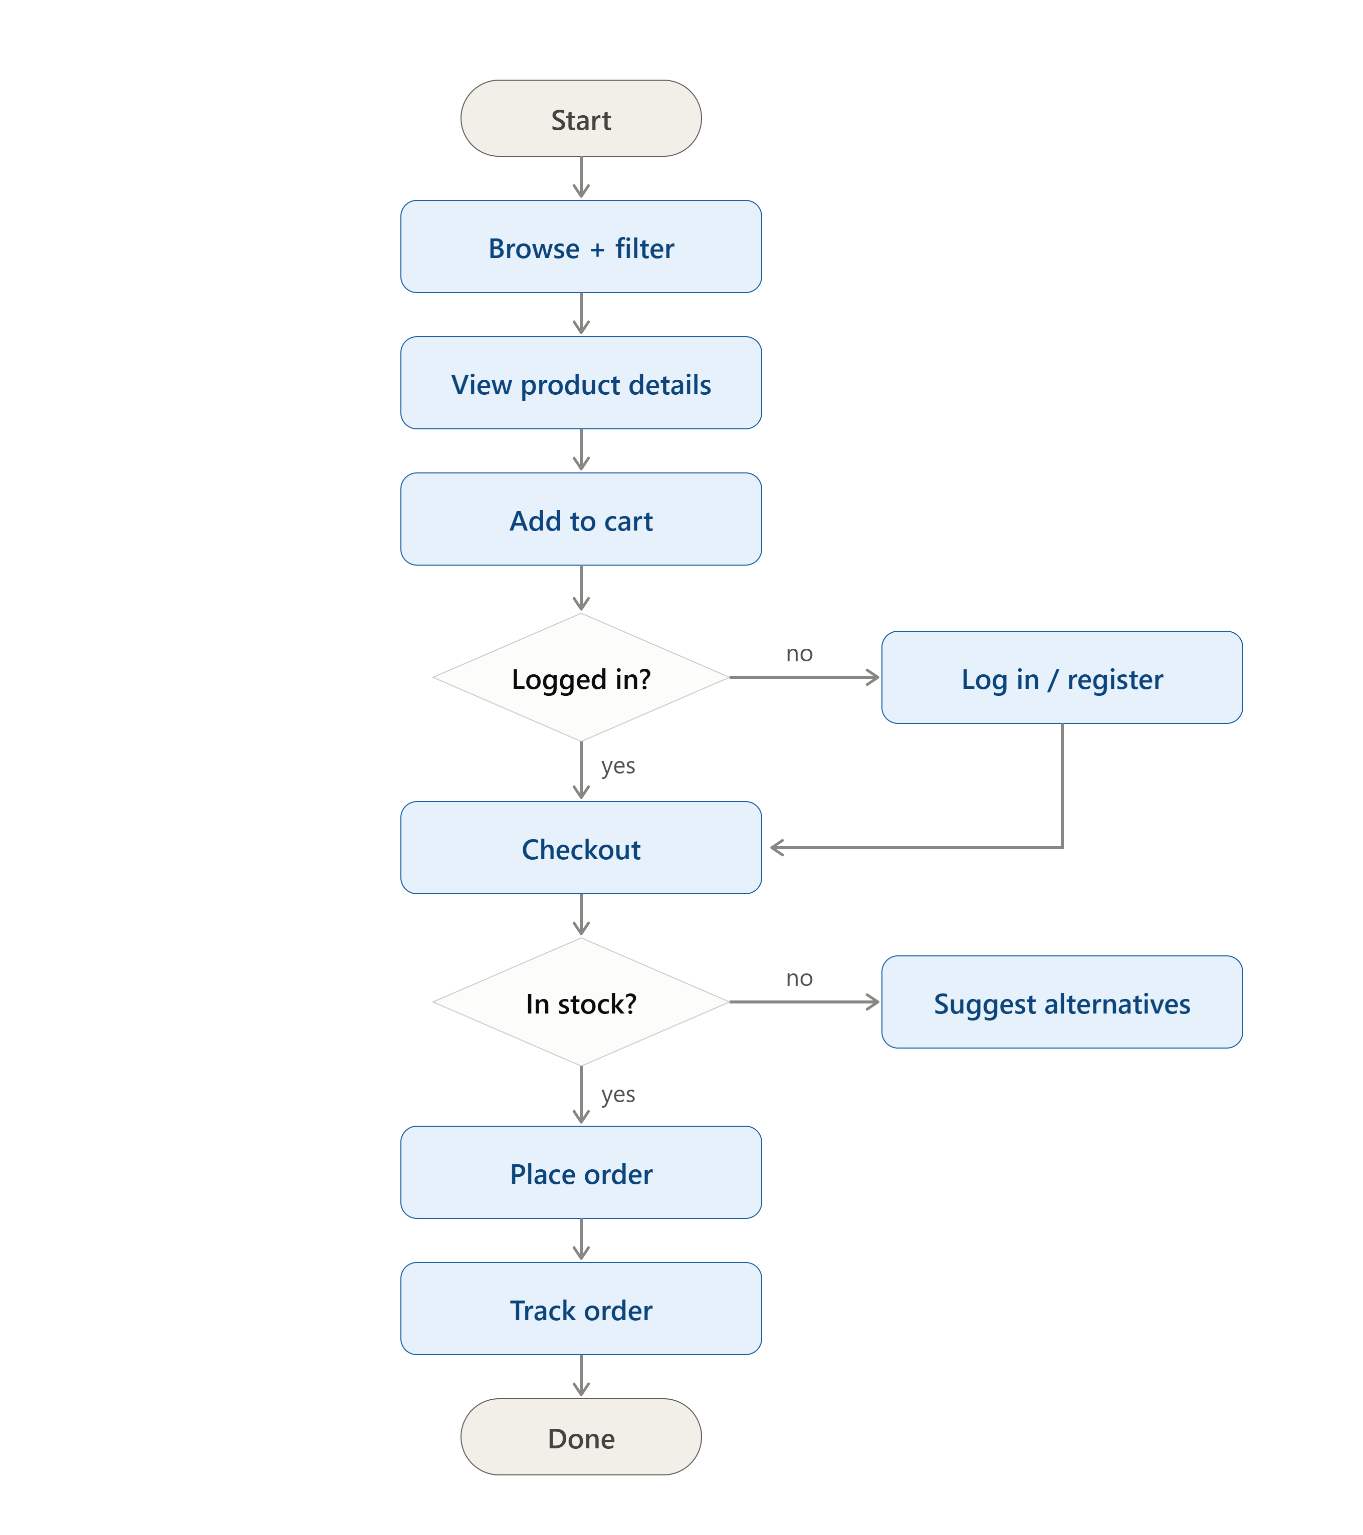 Start
Browse + filter
View product details
Add to cart
Logged in?
no
Log in / register
yes
Checkout
In stock?
no
Suggest alternatives
yes
Place order
Track order
Done